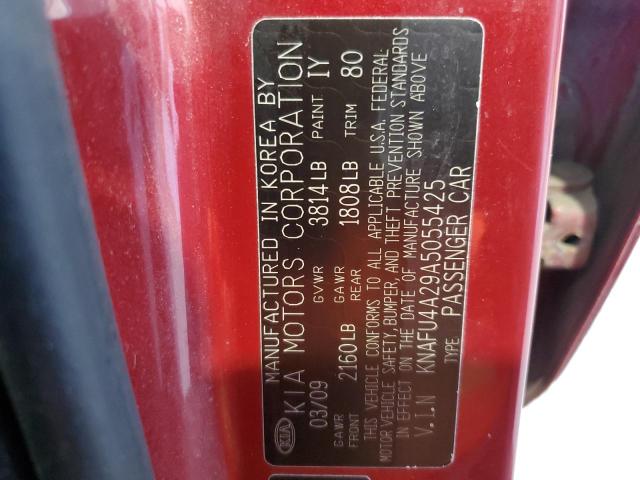 MANUFACTURED IN KOREA BY
KIA MOTORS CORPORATION
03/09 GVWR 3814LB PAINT IY
GAWR FRONT 2160LB GAWR REAR 1808LB TRIM 80
THIS VEHICLE CONFORMS TO ALL APPLICABLE U.S.A. FEDERAL
MOTOR VEHICLE SAFETY, BUMPER, AND THEFT PREVENTION STANDARDS
IN EFFECT ON THE DATE OF MANUFACTURE SHOWN ABOVE
V.I.N KNAFU4A29A5055425
TYPE PASSENGER CAR
KIA